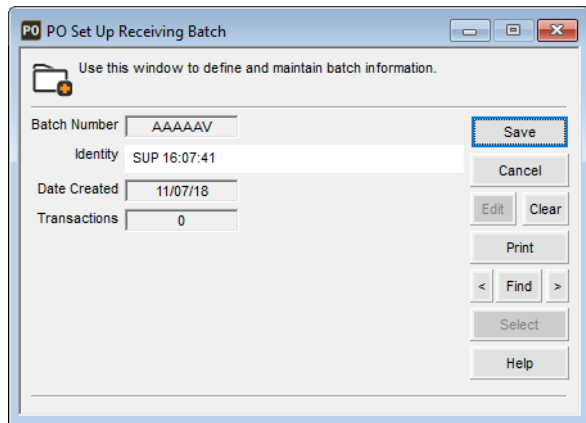 PO PO Set Up Receiving Batch
Use this window to define and maintain batch information.
Batch Number AAAAAV
Identity SUP 16:07:41
Date Created 11/07/18
Transactions 0
Save
Cancel
Edit Clear
Print
< Find >
Select
Help